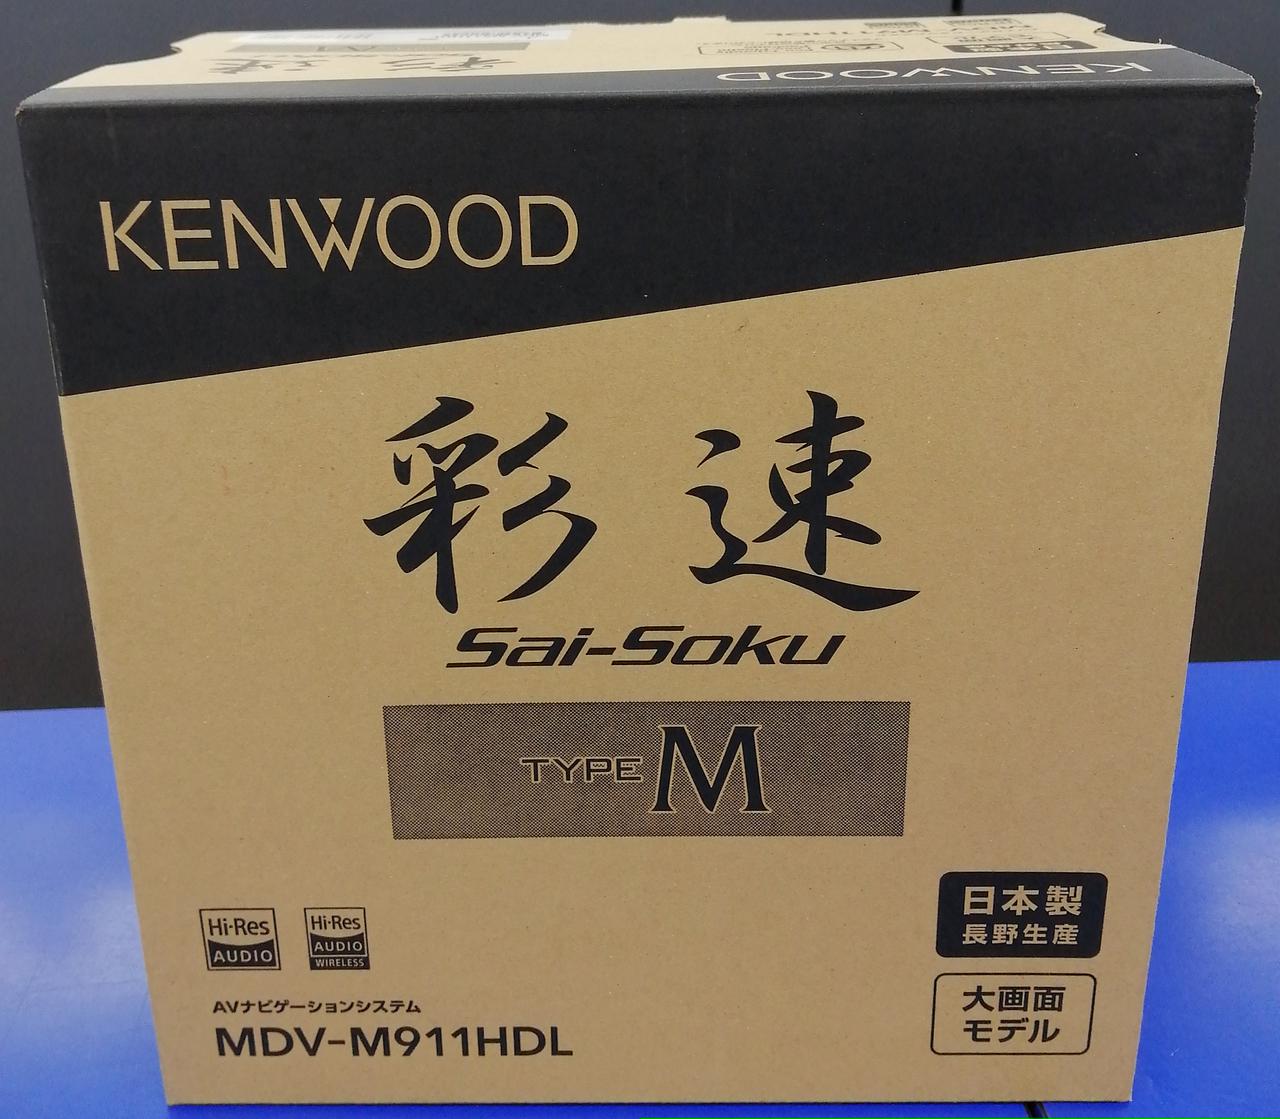 KENWOOD
KENWOOD
彩速
Sai-Soku
TYPE M
Hi-Res
AUDIO
Hi-Res
AUDIO
WIRELESS
日本製
長野生産
AVナビゲーションシステム
MDV-M911HDL
大画面
モデル